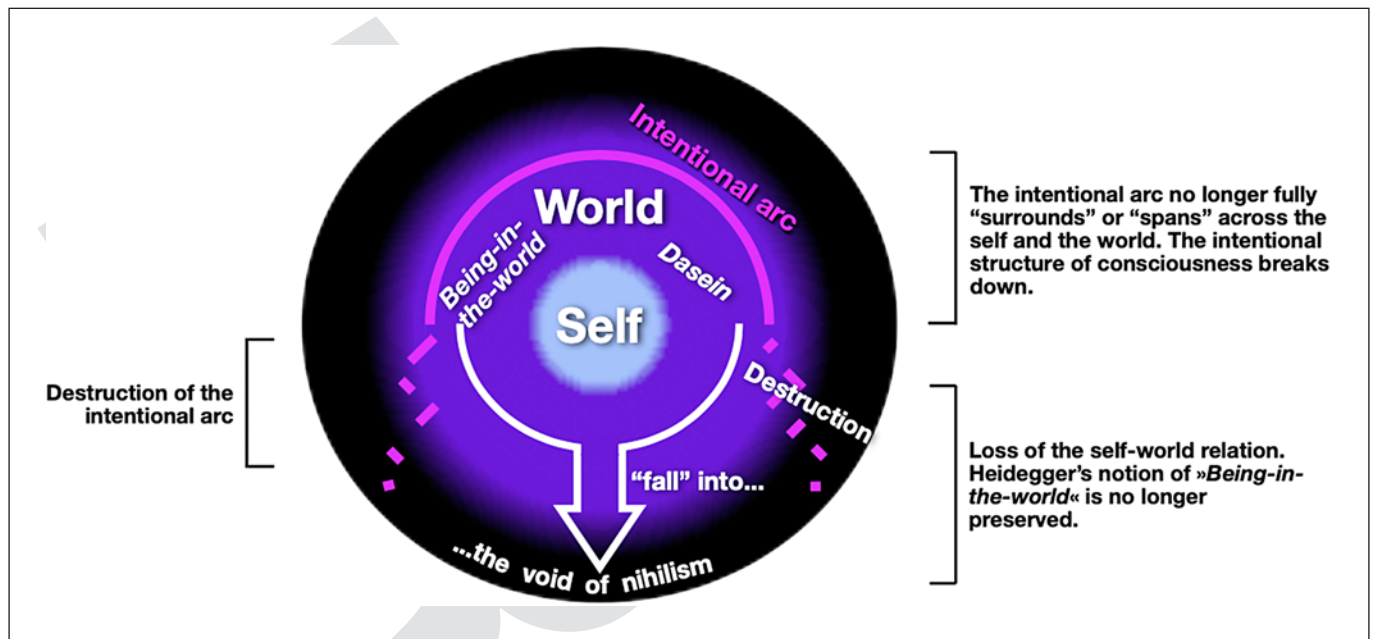 Intentional arc
World
Being-in-
the-world
Dasein
Self
Destruction
"fall" into...
...the void of nihilism
Destruction of the
intentional arc
The intentional arc no longer fully
“surrounds” or “spans” across the
self and the world. The intentional
structure of consciousness breaks
down.
Loss of the self-world relation.
Heidegger’s notion of »Being-in-
the-world« is no longer
preserved.